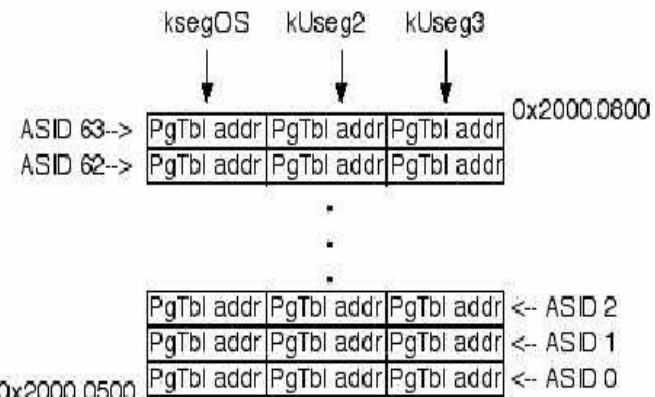 ksegOS kUseg2 kUseg3
0x2000.0800
ASID 63--> PgTbl addr PgTbl addr PgTbl addr
ASID 62--> PgTbl addr PgTbl addr PgTbl addr
PgTbl addr PgTbl addr PgTbl addr <-- ASID 2
PgTbl addr PgTbl addr PgTbl addr <-- ASID 1
0x2000.0500 PgTbl addr PgTbl addr PgTbl addr <-- ASID 0